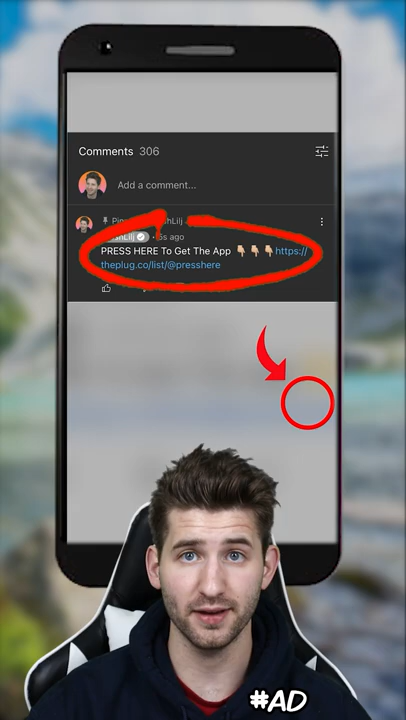 Comments 306
Add a comment...
PRESS HERE To Get The App 👇🏼👇🏼👇🏼https://
theplug.co/list/@presshere
#AD